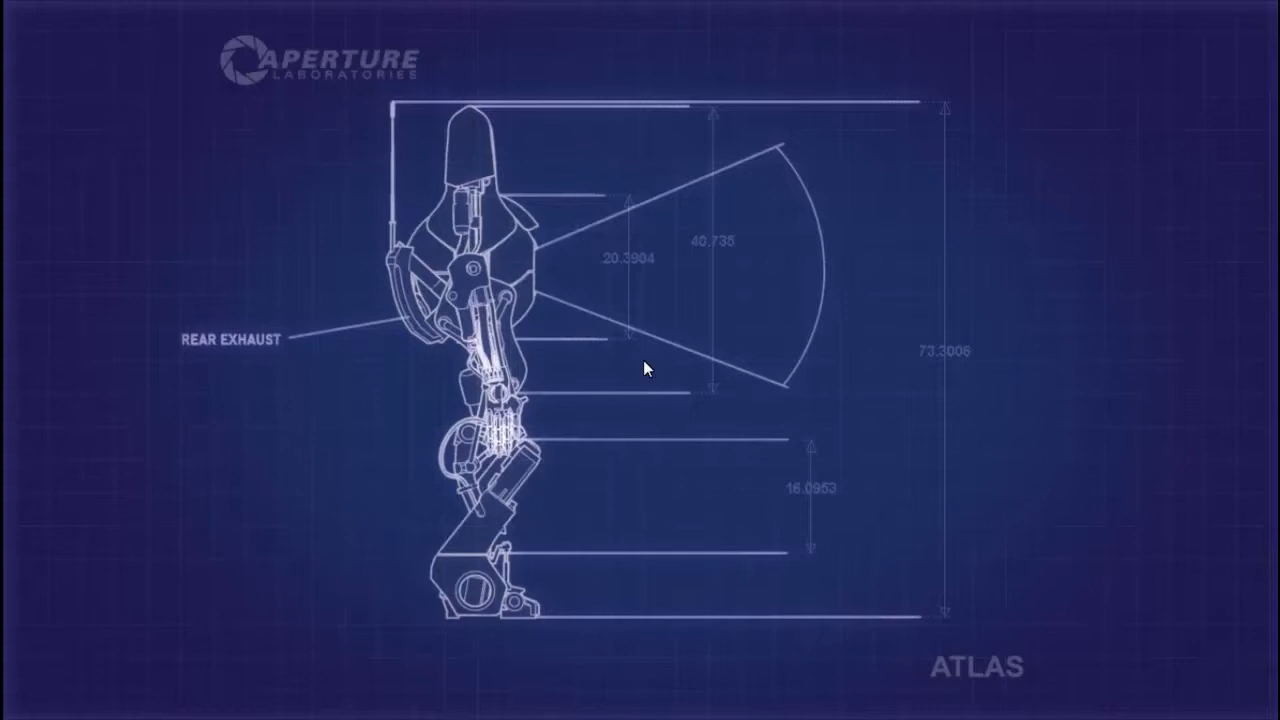 APERTURE
LABORATORIES
40.735
20.3904
REAR EXHAUST
73.3006
16.0953
ATLAS